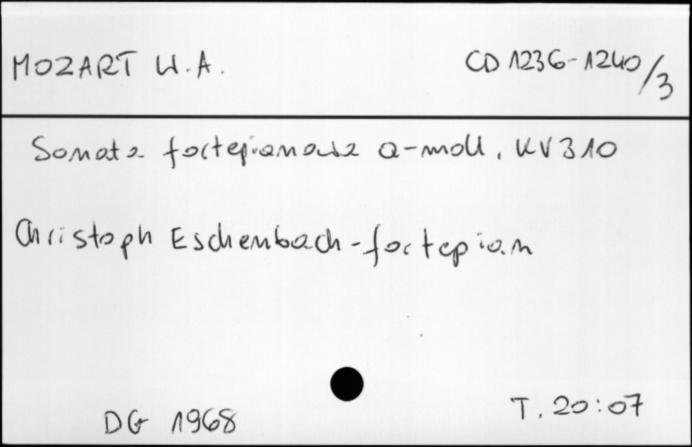 MOZART W.A.
CD 1236-1240/3
Sonata fortepianowa a-moll, KV 310
Christoph Eschenbach-fortepian
DG 1968
T. 20:07